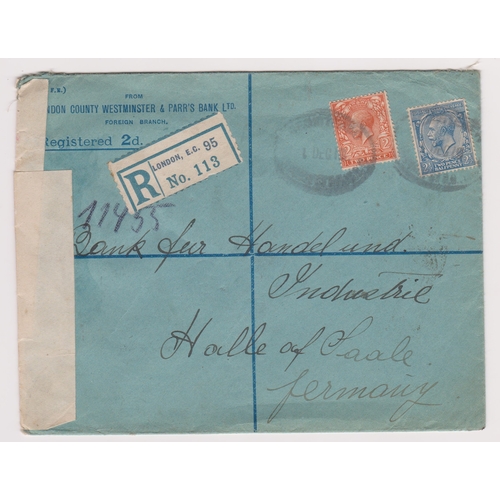 FROM
LONDON COUNTY WESTMINSTER & PARR'S BANK LTD.
FOREIGN BRANCH.
Registered 2d.
R
LONDON, E.C. 95
No. 113
11455
Bank für Handel und
Industrie
Halle a/ Saale
Germany